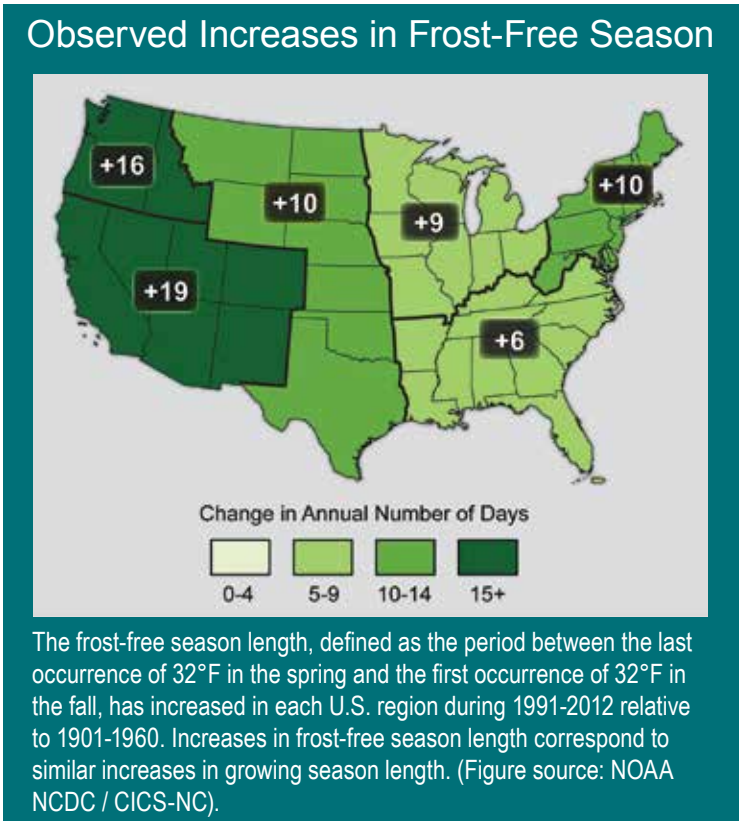 Observed Increases in Frost-Free Season
+16
+10
+10
+9
+19
+6
Change in Annual Number of Days
0-4 5-9 10-14 15+
The frost-free season length, defined as the period between the last
occurrence of 32°F in the spring and the first occurrence of 32°F in
the fall, has increased in each U.S. region during 1991-2012 relative
to 1901-1960. Increases in frost-free season length correspond to
similar increases in growing season length. (Figure source: NOAA
NCDC / CICS-NC).